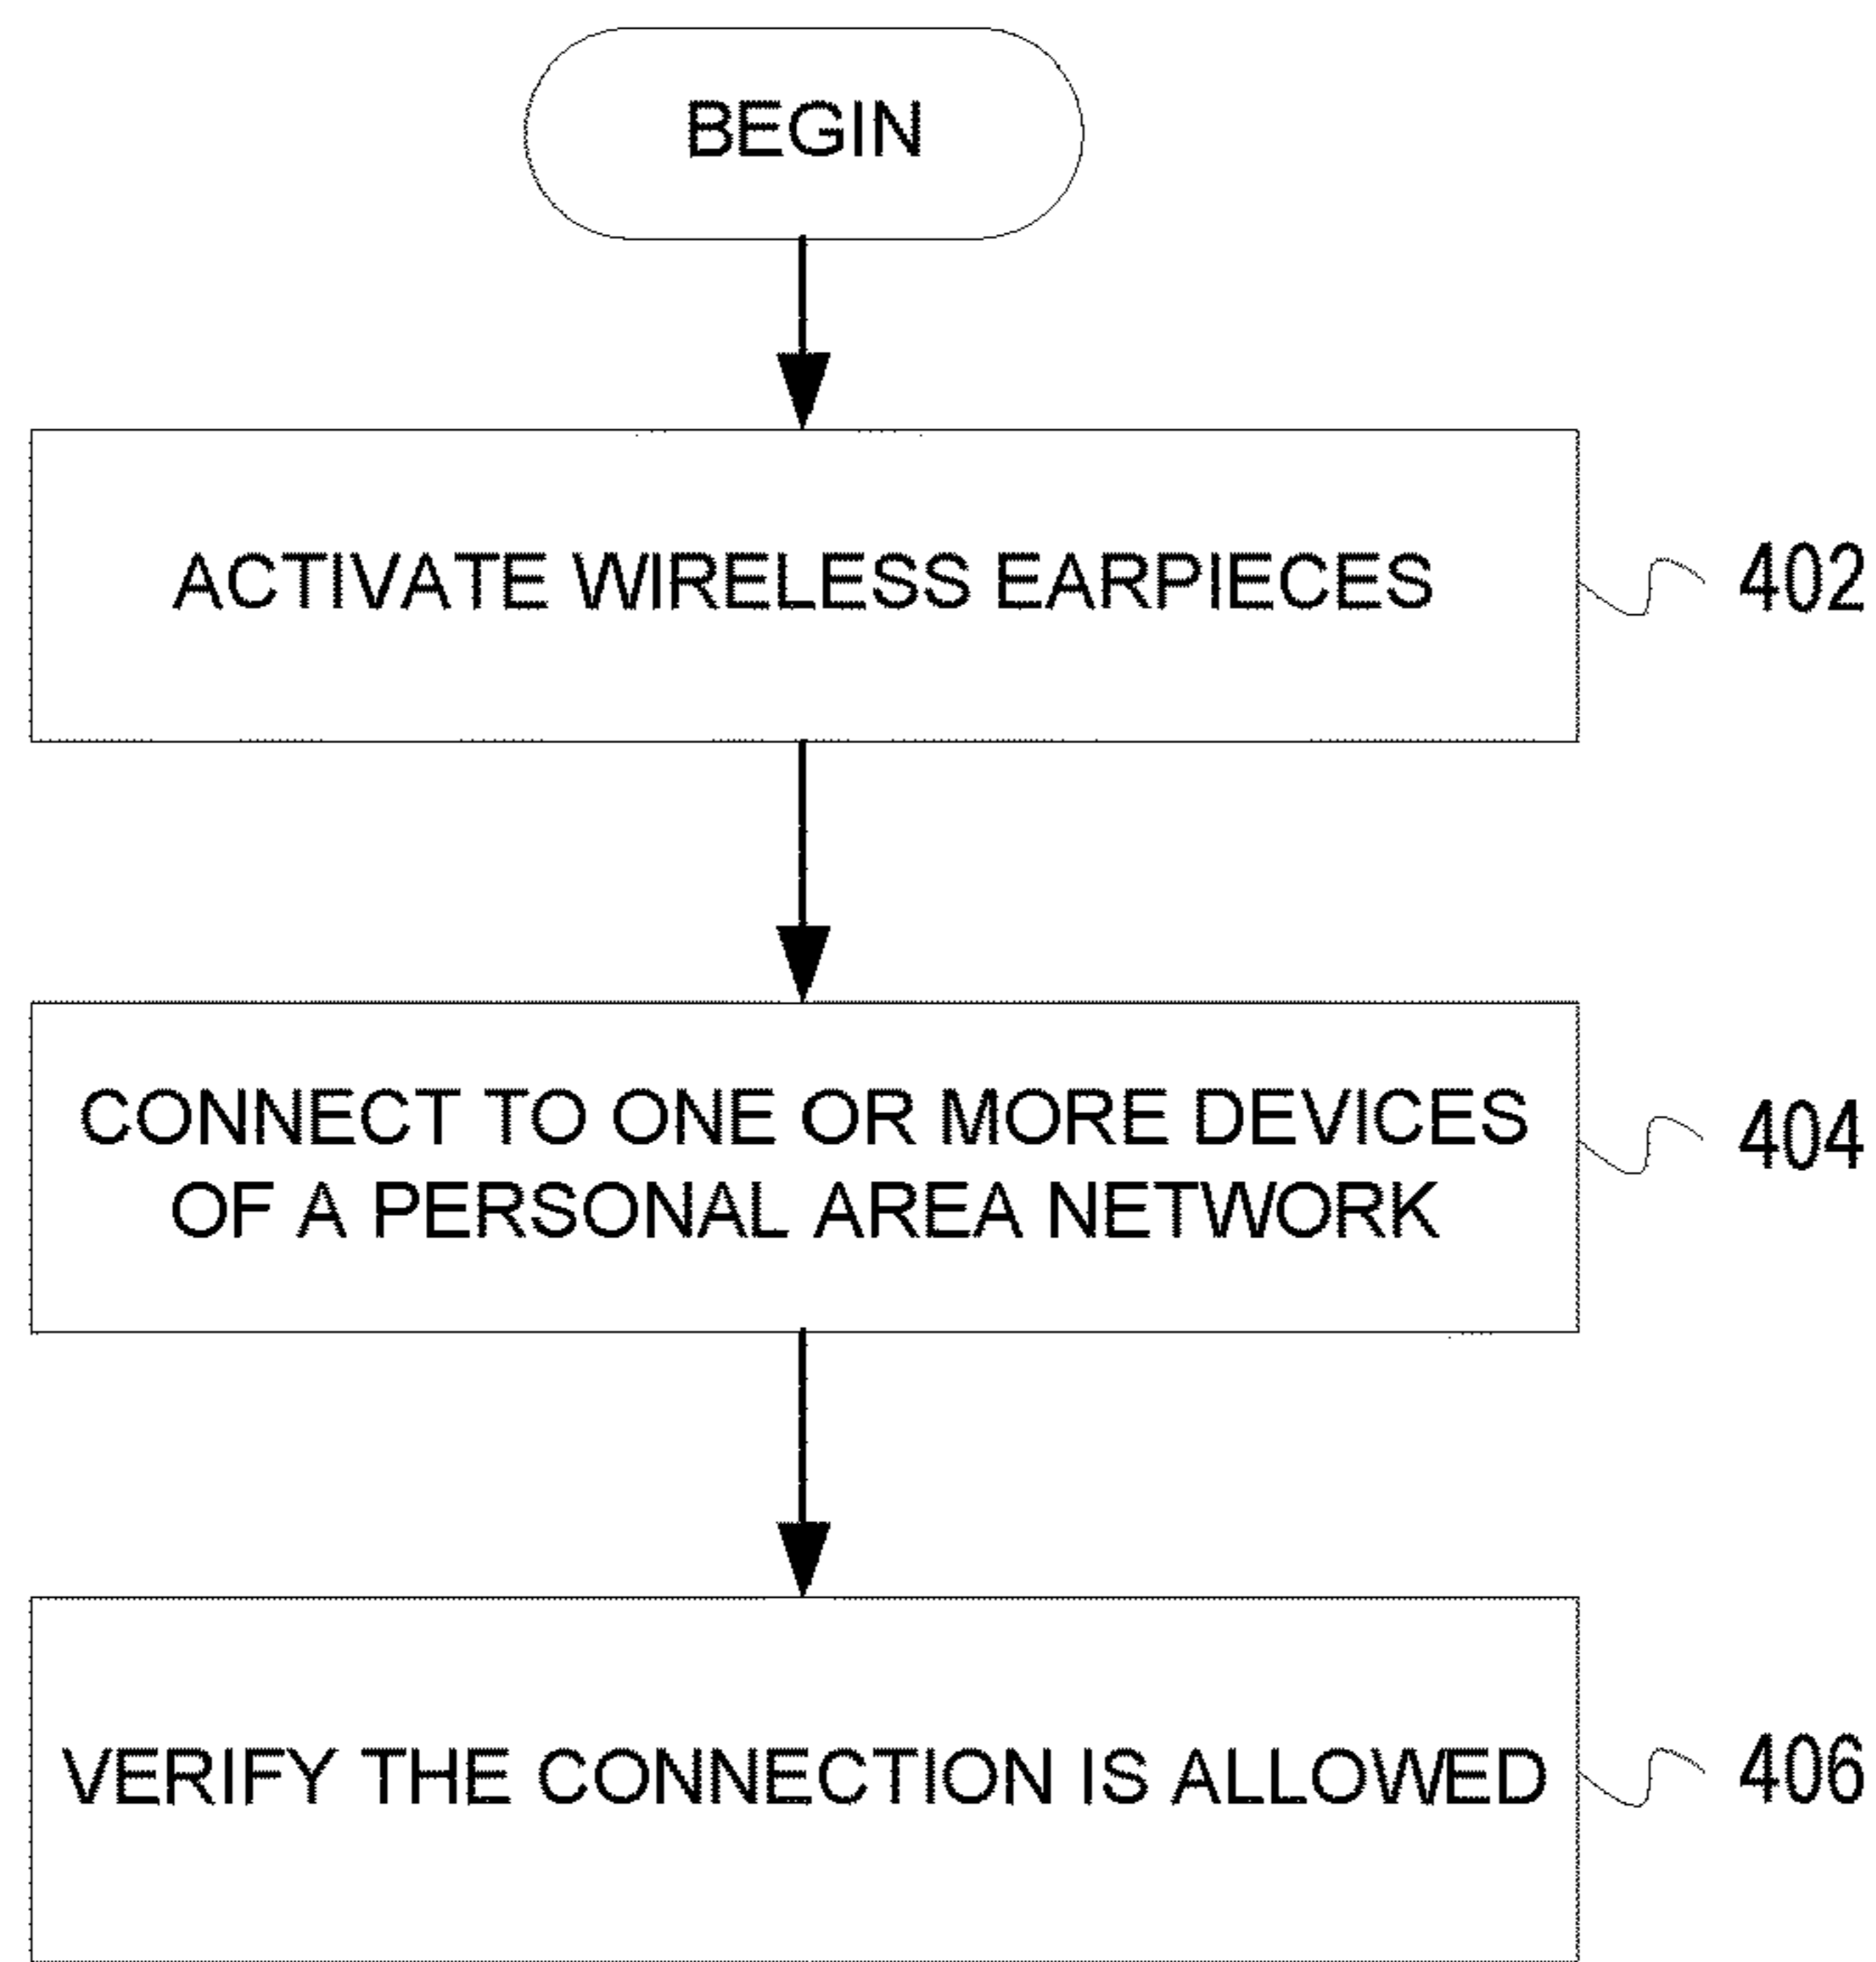 BEGIN
ACTIVATE WIRELESS EARPIECES
402
CONNECT TO ONE OR MORE DEVICES
OF A PERSONAL AREA NETWORK
404
VERIFY THE CONNECTION IS ALLOWED
406